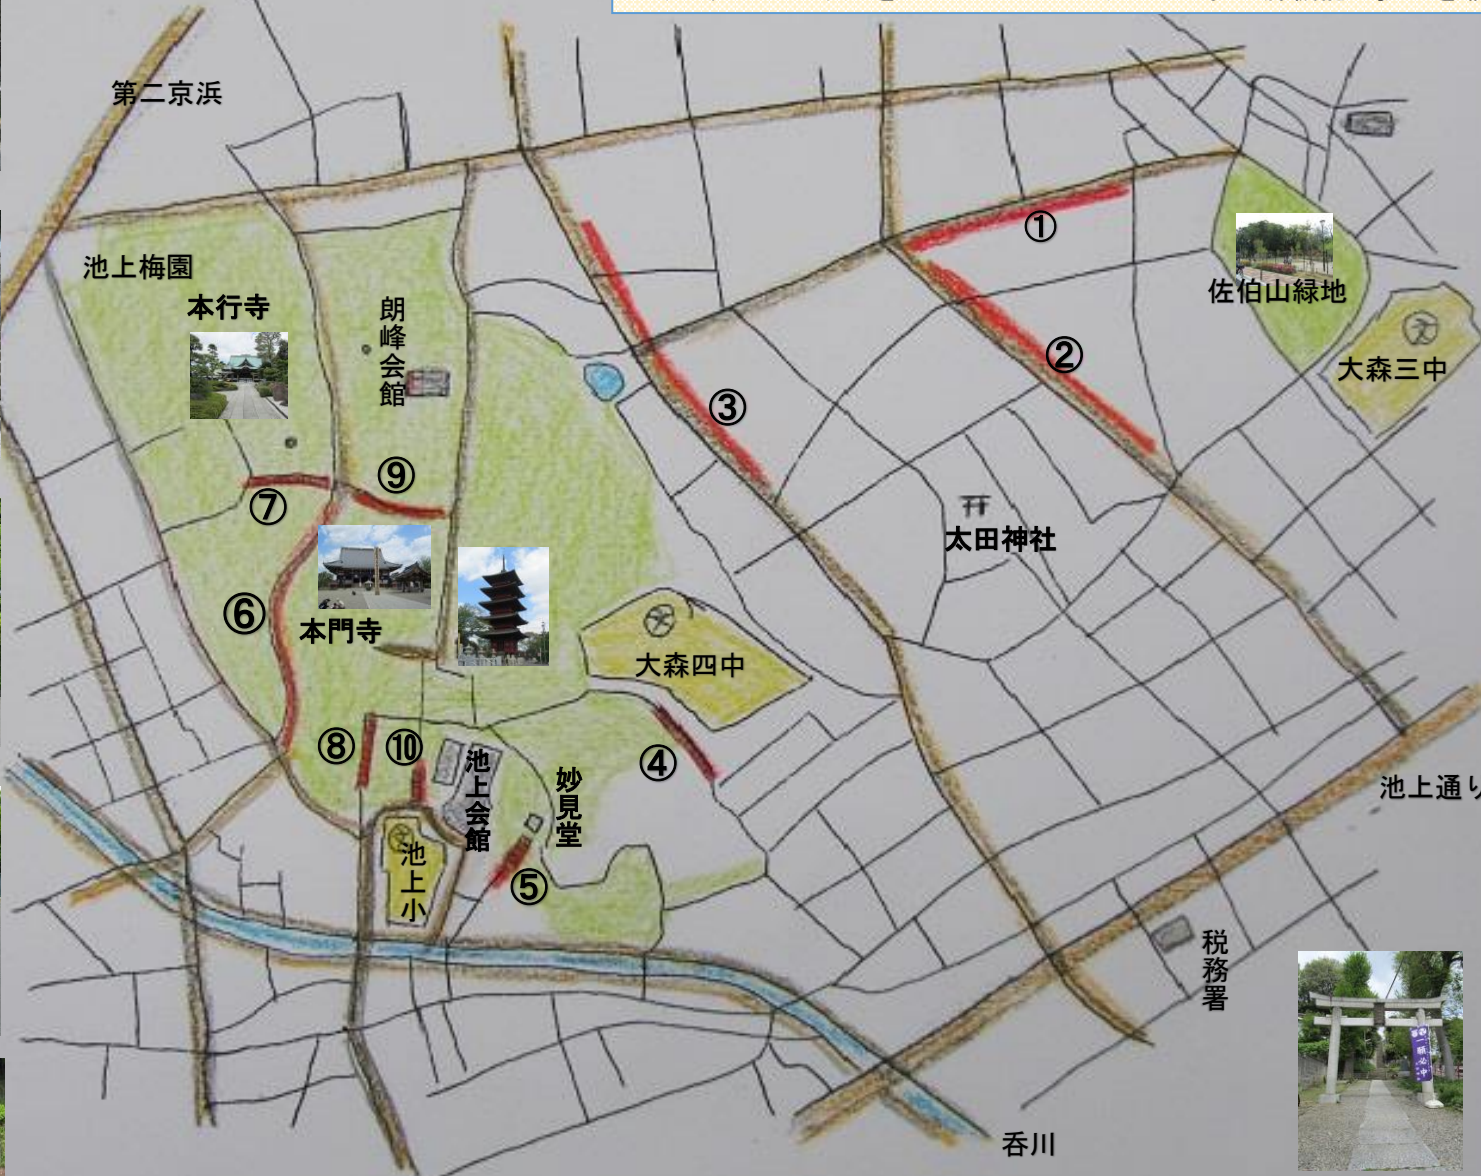 第二京浜
池上梅園
本行寺
朗峰会館
①
②
③
佐伯山緑地
大森三中
⑦
⑨
太田神社
⑥
本門寺
大森四中
⑧
⑩
池上会館
妙見堂
④
池上通り
池上小
⑤
税務署
呑川